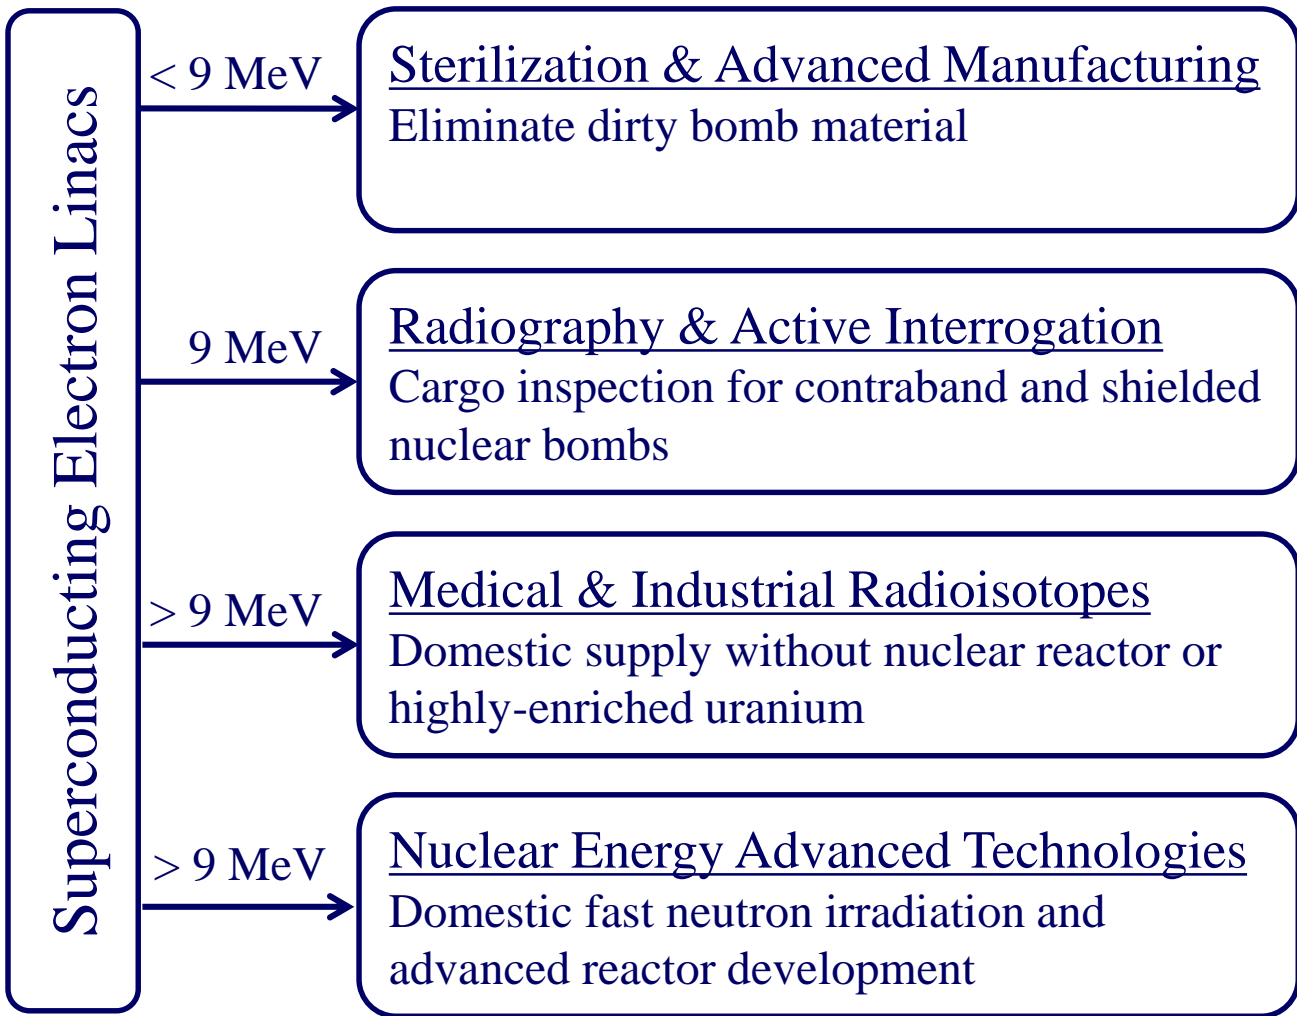 Superconducting Electron Linacs
< 9 MeV
Sterilization & Advanced Manufacturing
Eliminate dirty bomb material
9 MeV
Radiography & Active Interrogation
Cargo inspection for contraband and shielded
nuclear bombs
> 9 MeV
Medical & Industrial Radioisotopes
Domestic supply without nuclear reactor or
highly-enriched uranium
> 9 MeV
Nuclear Energy Advanced Technologies
Domestic fast neutron irradiation and
advanced reactor development